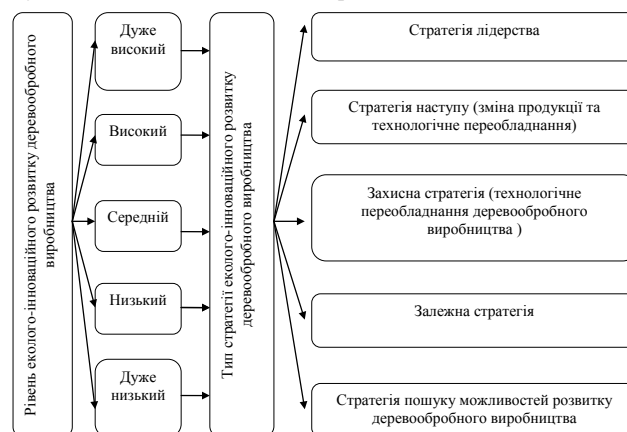 Рівень еколого-інноваційного розвитку деревообробного
виробництва
Дуже
високий
Високий
Середній
Низький
Дуже
низький
Тип стратегії еколого-інноваційного розвитку
деревообробного виробництва
Стратегія лідерства
Стратегія наступу (зміна продукції та
технологічне переобладнання)
Захисна стратегія (технологічне
переобладнання деревообробного
виробництва )
Залежна стратегія
Стратегія пошуку можливостей розвитку
деревообробного виробництва